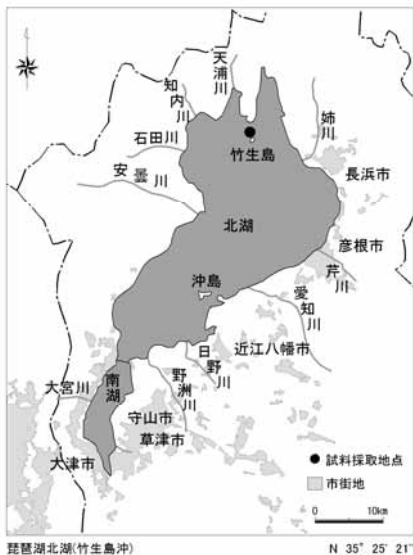 天浦川
知内川
石田川
安曇川
姉川
竹生島
長浜市
北湖
彦根市
芹川
沖島
愛知川
近江八幡市
日野川
野洲川
南湖
大宮川
守山市
草津市
大津市
試料採取地点
市街地
0 10km
琵琶湖北湖(竹生島沖) N 35° 25′ 21″